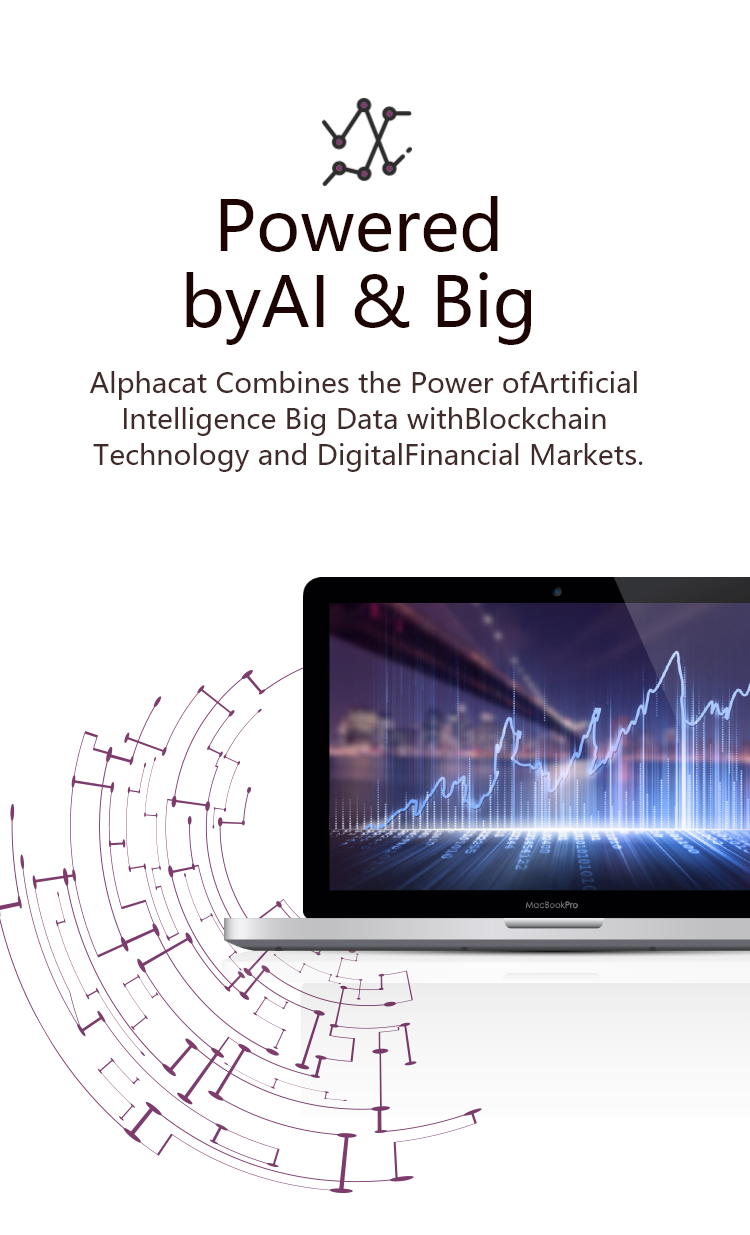 Powered
byAI & Big
Alphacat Combines the Power ofArtificial
Intelligence Big Data withBlockchain
Technology and DigitalFinancial Markets.
MacBookPro